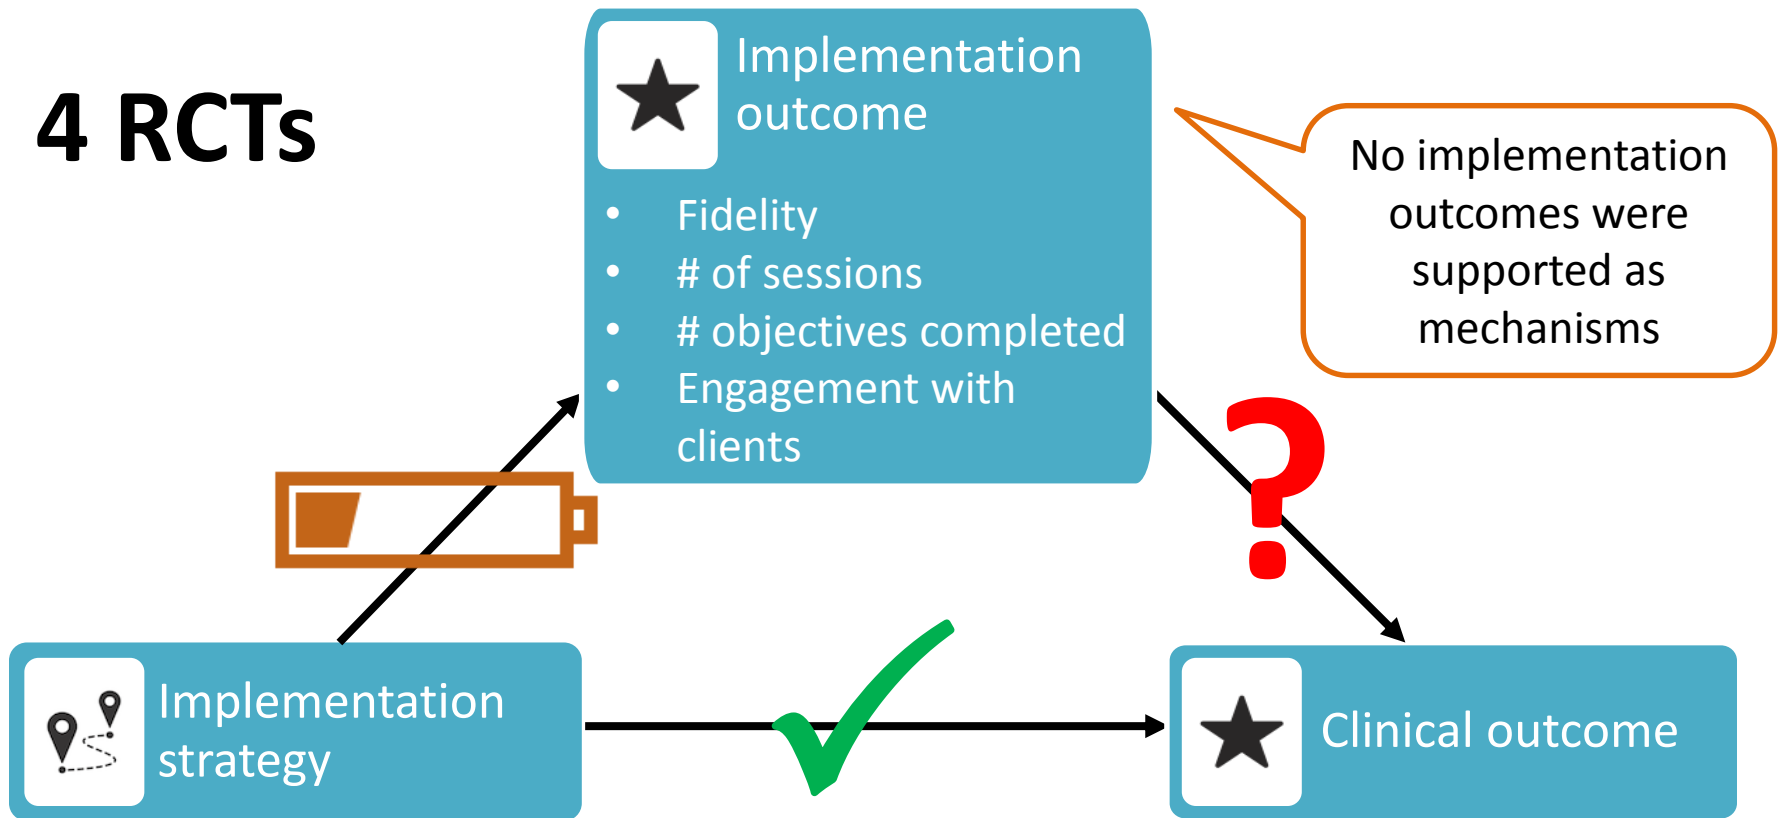 4 RCTs
Implementation
outcome
• Fidelity
• # of sessions
• # objectives completed
• Engagement with
clients
No implementation
outcomes were
supported as
mechanisms
?
Implementation
strategy
Clinical outcome